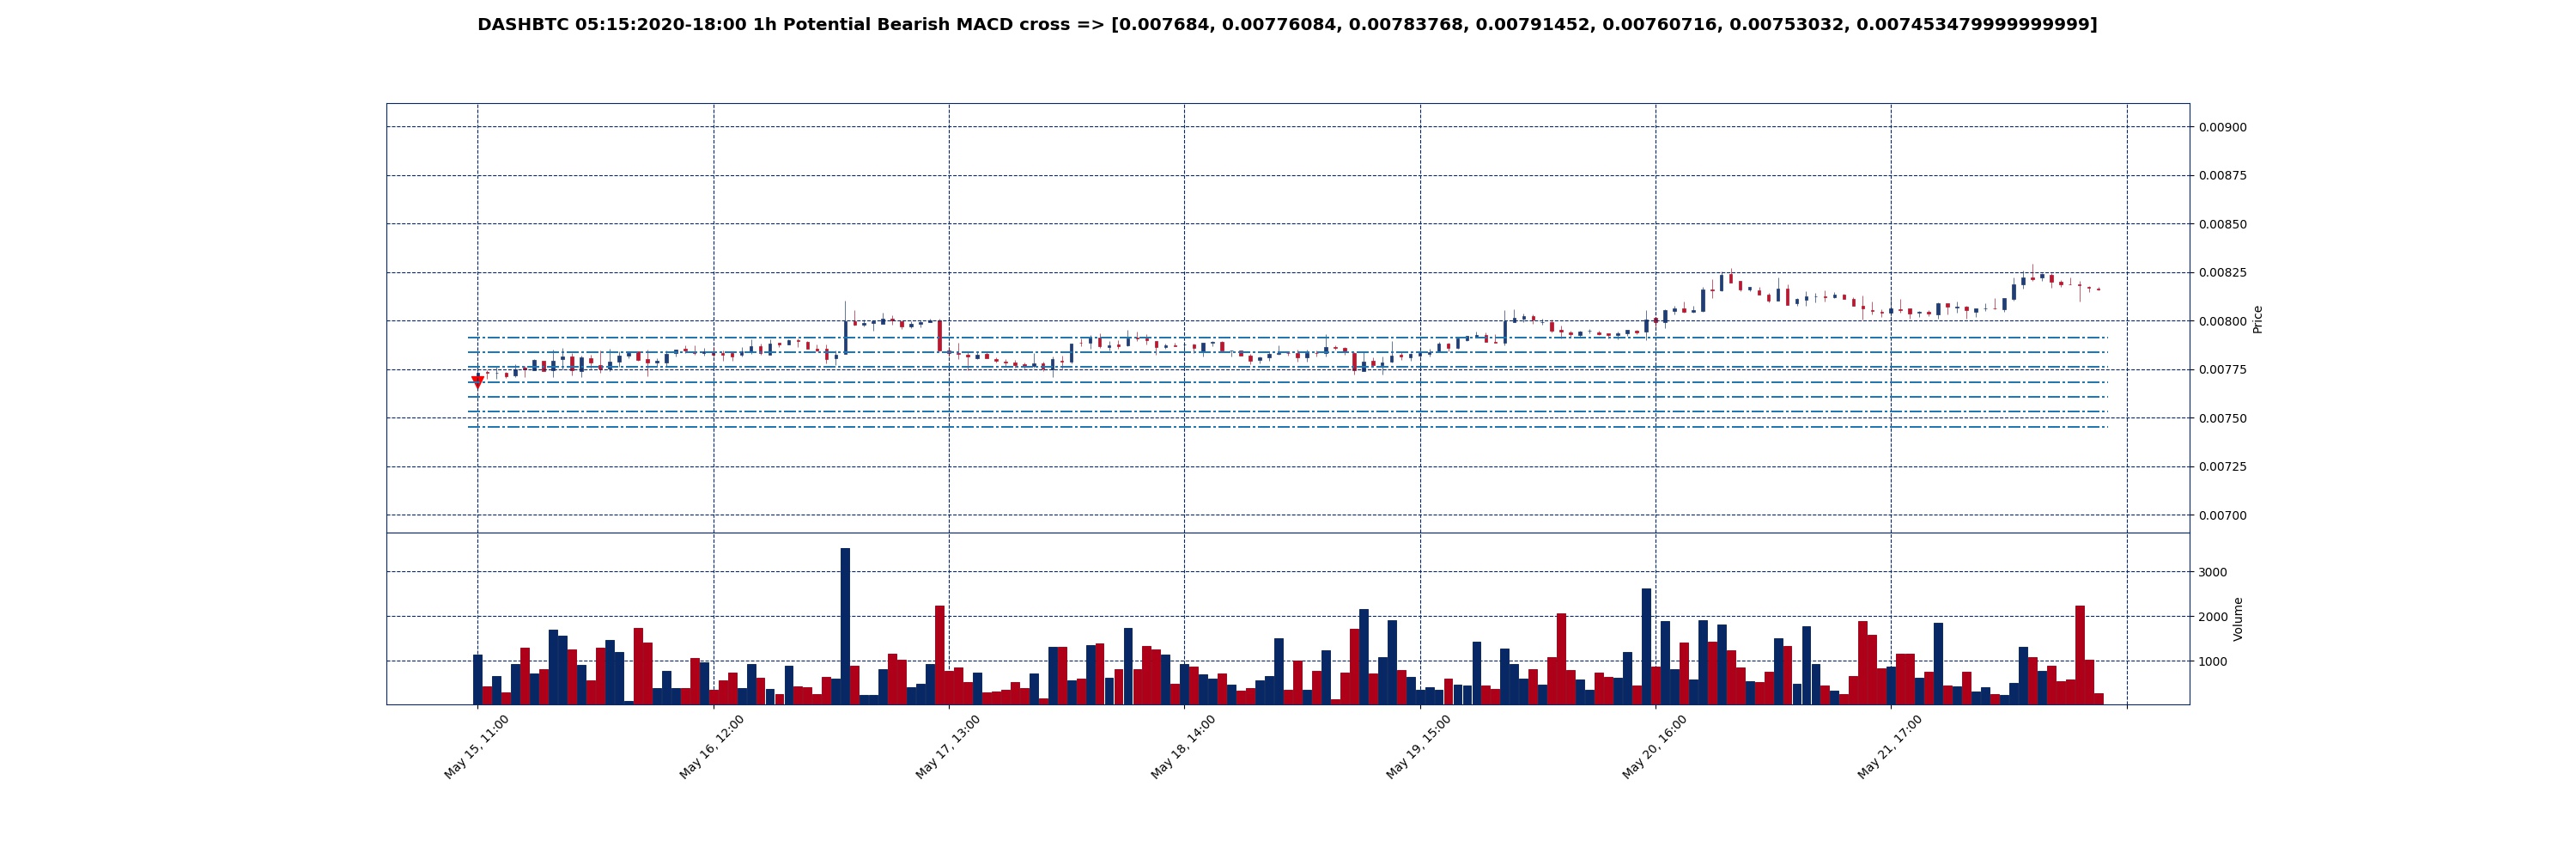 DASHBTC 05:15:2020-18:00 1h Potential Bearish MACD cross => [0.007684, 0.00776084, 0.00783768, 0.00791452, 0.00760716, 0.00753032, 0.007453479999999999]
0.00900
0.00875
0.00850
0.00825
0.00800
0.00775
0.00750
0.00725
0.00700
Price
3000
2000
1000
Volume
May 15, 11:00
May 16, 12:00
May 17, 13:00
May 18, 14:00
May 19, 15:00
May 20, 16:00
May 21, 17:00